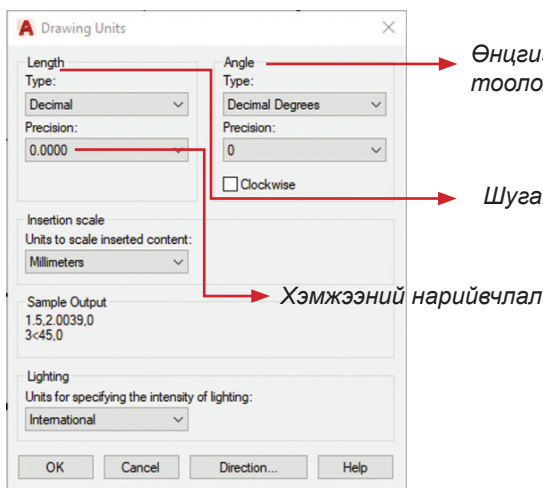 Drawing Units
Length
Type:
Decimal
Precision:
0.0000
Angle
Type:
Decimal Degrees
Precision:
0
Clockwise
Insertion scale
Units to scale inserted content:
Millimeters
Sample Output
1.5,2.0039,0
3<45,0
Lighting
Units for specifying the intensity of lighting:
International
OK Cancel Direction... Help
Хэмжээний нарийвчлал